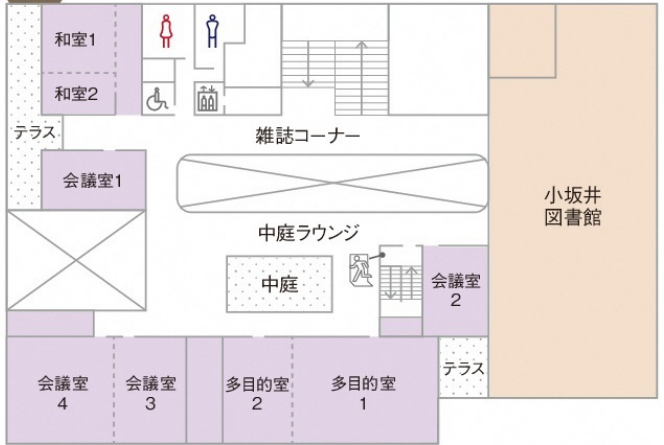 和室1
和室2
テラス
雑誌コーナー
会議室1
小坂井
図書館
中庭ラウンジ
中庭
会議室
2
テラス
会議室
4
会議室
3
多目的室
2
多目的室
1